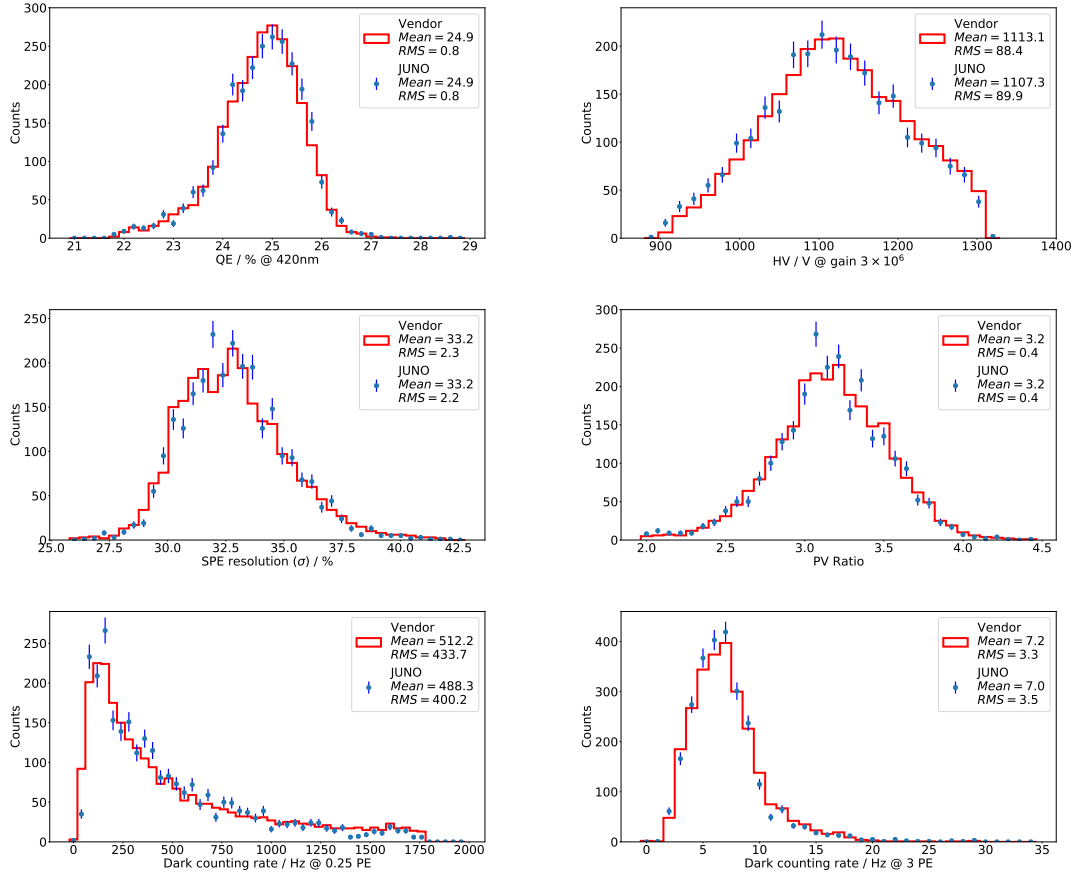 Vendor
Mean = 24.9
RMS = 0.8
JUNO
Mean = 24.9
RMS = 0.8
Counts
300
250
200
150
100
50
0
21 22 23 24 25 26 27 28 29
QE / % @ 420nm
Vendor
Mean = 1113.1
RMS = 88.4
JUNO
Mean = 1107.3
RMS = 89.9
Counts
200
150
100
50
0
900 1000 1100 1200 1300 1400
HV / V @ gain 3 × 10⁶
Vendor
Mean = 33.2
RMS = 2.3
JUNO
Mean = 33.2
RMS = 2.2
Counts
250
200
150
100
50
0
25.0 27.5 30.0 32.5 35.0 37.5 40.0 42.5
SPE resolution (σ) / %
Vendor
Mean = 3.2
RMS = 0.4
JUNO
Mean = 3.2
RMS = 0.4
Counts
300
250
200
150
100
50
0
2.0 2.5 3.0 3.5 4.0 4.5
PV Ratio
Vendor
Mean = 512.2
RMS = 433.7
JUNO
Mean = 488.3
RMS = 400.2
Counts
250
200
150
100
50
0
0 250 500 750 1000 1250 1500 1750 2000
Dark counting rate / Hz @ 0.25 PE
Vendor
Mean = 7.2
RMS = 3.3
JUNO
Mean = 7.0
RMS = 3.5
Counts
400
300
200
100
0
0 5 10 15 20 25 30 35
Dark counting rate / Hz @ 3 PE